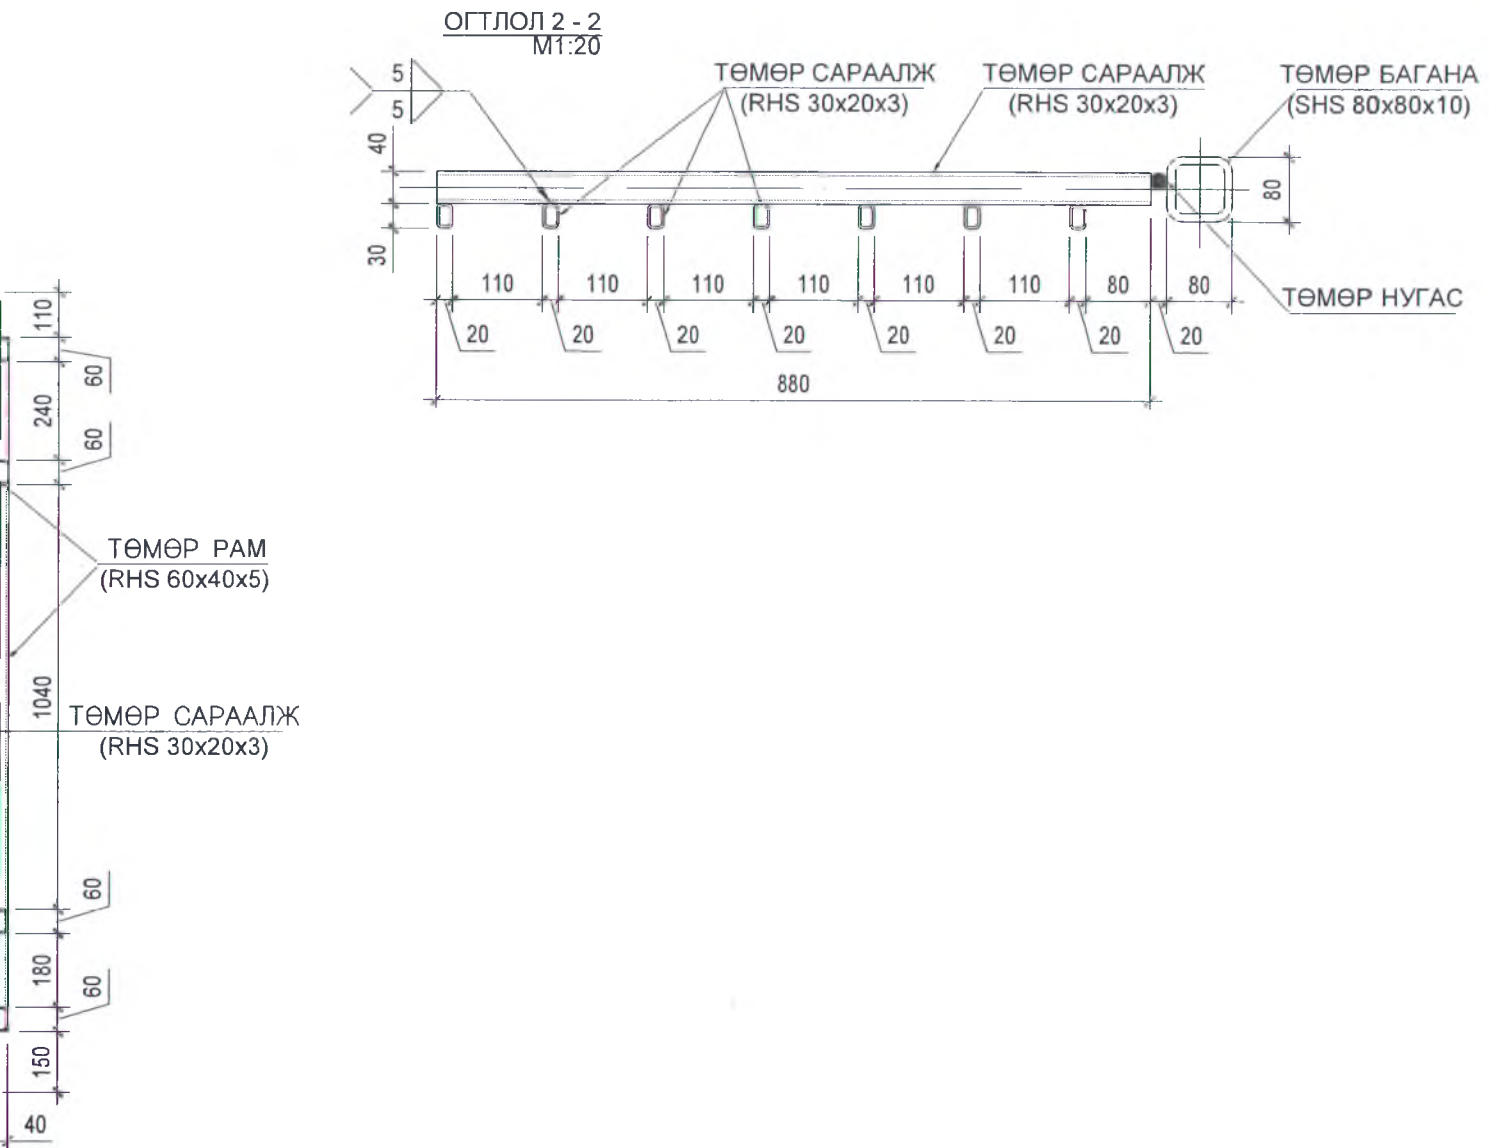 ОГТЛОЛ 2 - 2
М1:20
5
5
ТӨМӨР САРААЛЖ
(RHS 30x20x3)
ТӨМӨР САРААЛЖ
(RHS 30x20x3)
ТӨМӨР БАГАНА
(SHS 80x80x10)
40
30
80
110 110 110 110 110 110 80 80
20 20 20 20 20 20 20 20
880
ТӨМӨР НУГАС
110
60
240
60
ТӨМӨР РАМ
(RHS 60x40x5)
1040
ТӨМӨР САРААЛЖ
(RHS 30x20x3)
60
180
60
150
40